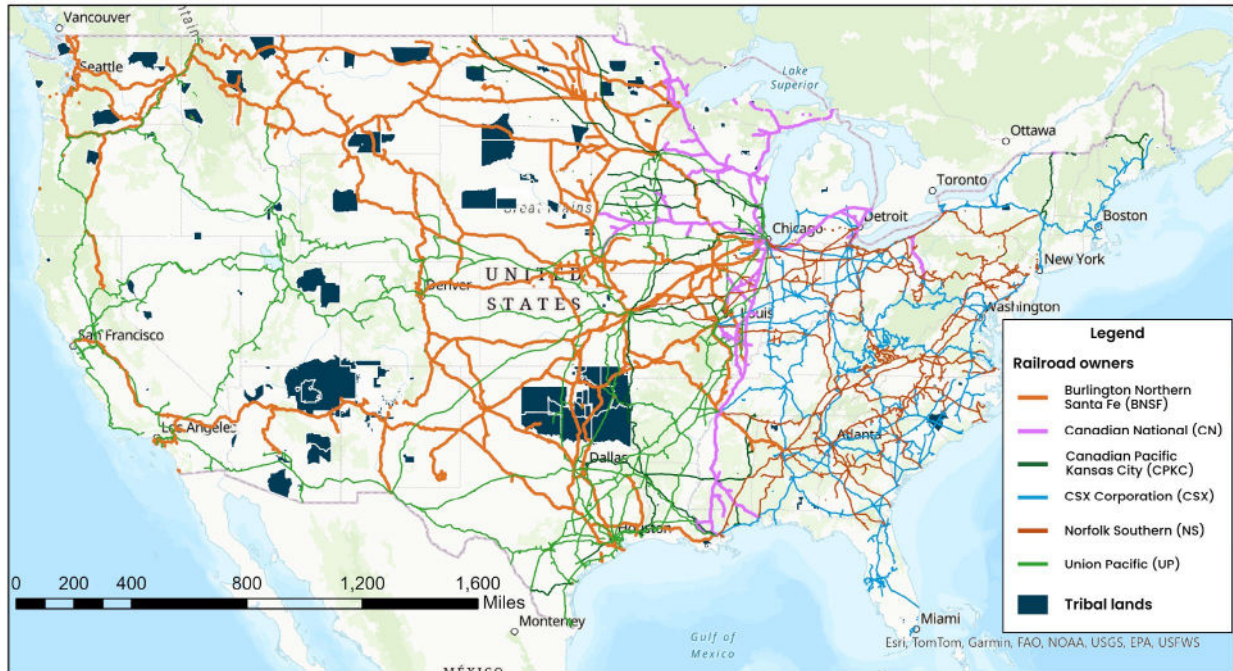 Vancouver
Seattle
Lake
Superior
Ottawa
Toronto
Detroit
Boston
Chicago
New York
UNITED
STATES
Denver
Louis
Washington
San Francisco
Los Angeles
Atlanta
Dallas
Houston
Miami
Monterrey
MÉXICO
Gulf of
Mexico
0 200 400 800 1,200 1,600
Miles
Legend
Railroad owners
Burlington Northern
Santa Fe (BNSF)
Canadian National (CN)
Canadian Pacific
Kansas City (CPKC)
CSX Corporation (CSX)
Norfolk Southern (NS)
Union Pacific (UP)
Tribal lands
Esri, TomTom, Garmin, FAO, NOAA, USGS, EPA, USFWS